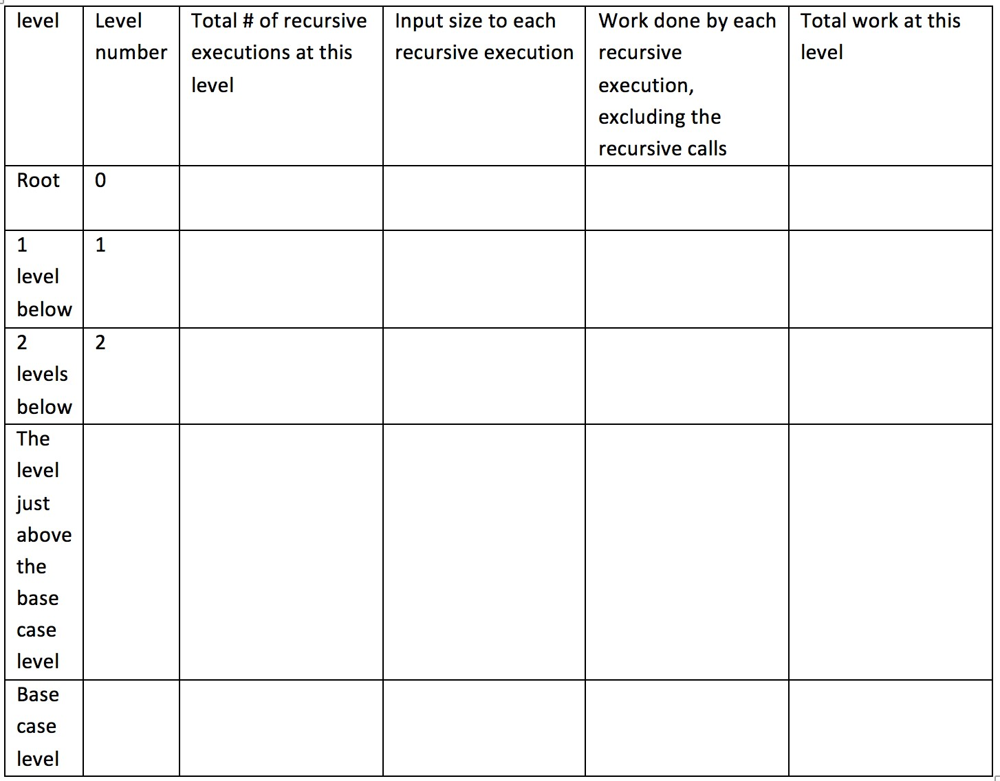 level
Level
number
Total # of recursive
executions at this
level
Input size to each
recursive execution
Work done by each
recursive
execution,
excluding the
recursive calls
Total work at this
level
Root
0
1
level
below
1
2
levels
below
2
The
level
just
above
the
base
case
level
Base
case
level